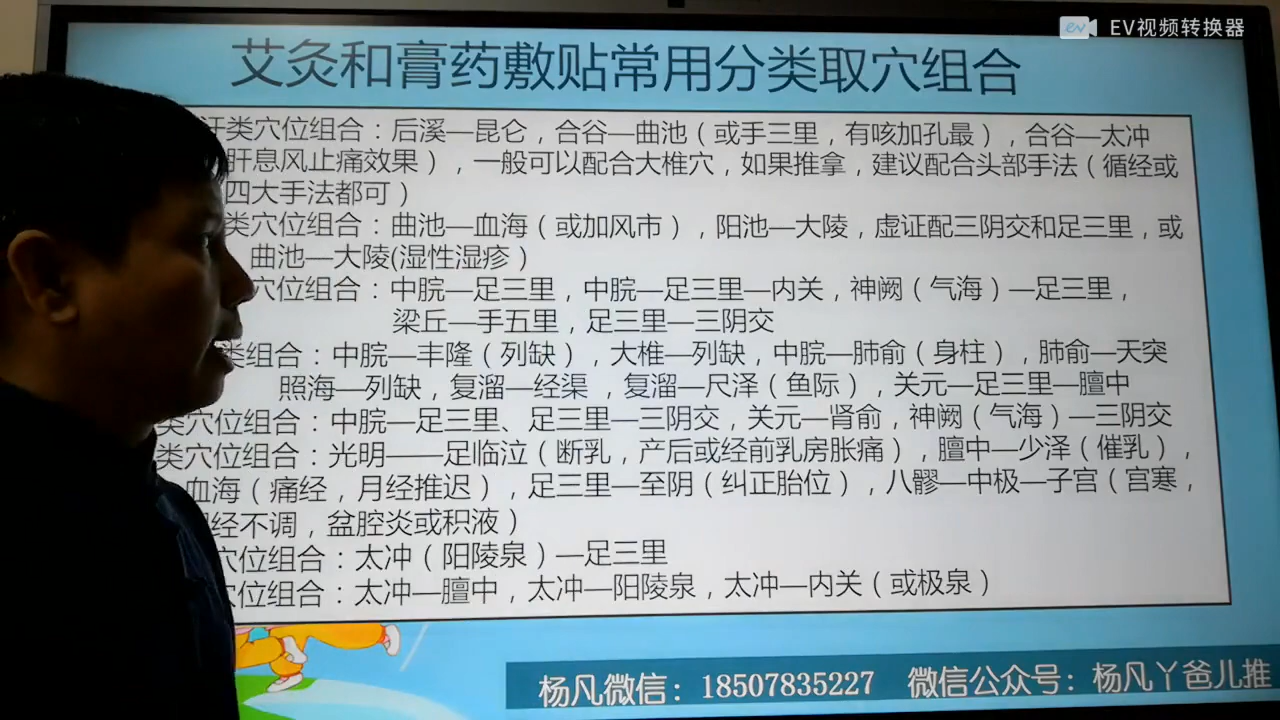 EV视频转换器
艾灸和膏药敷贴常用分类取穴组合
汗类穴位组合：后溪—昆仑，合谷—曲池（或手三里，有咳加孔最），合谷—太冲
肝息风止痛效果），一般可以配合大椎穴，如果推拿，建议配合头部手法（循经或
四大手法都可）
类穴位组合：曲池—血海（或加风市），阳池—大陵，虚证配三阴交和足三里，或
曲池—大陵(湿性湿疹）
穴位组合：中脘—足三里，中脘—足三里—内关，神阙（气海）—足三里，
梁丘—手五里，足三里—三阴交
类组合：中脘—丰隆（列缺），大椎—列缺，中脘—肺俞（身柱），肺俞—天突
照海—列缺，复溜—经渠 ，复溜—尺泽（鱼际），关元—足三里—膻中
类穴位组合：中脘—足三里、足三里—三阴交，关元—肾俞，神阙（气海）—三阴交
类穴位组合：光明——足临泣（断乳，产后或经前乳房胀痛），膻中—少泽（催乳），
血海（痛经，月经推迟），足三里—至阴（纠正胎位），八髎—中极—子宫（宫寒，
经不调，盆腔炎或积液）
穴位组合：太冲（阳陵泉）—足三里
穴位组合：太冲—膻中，太冲—阳陵泉，太冲—内关（或极泉）
杨凡微信：18507835227 微信公众号：杨凡丫爸儿推